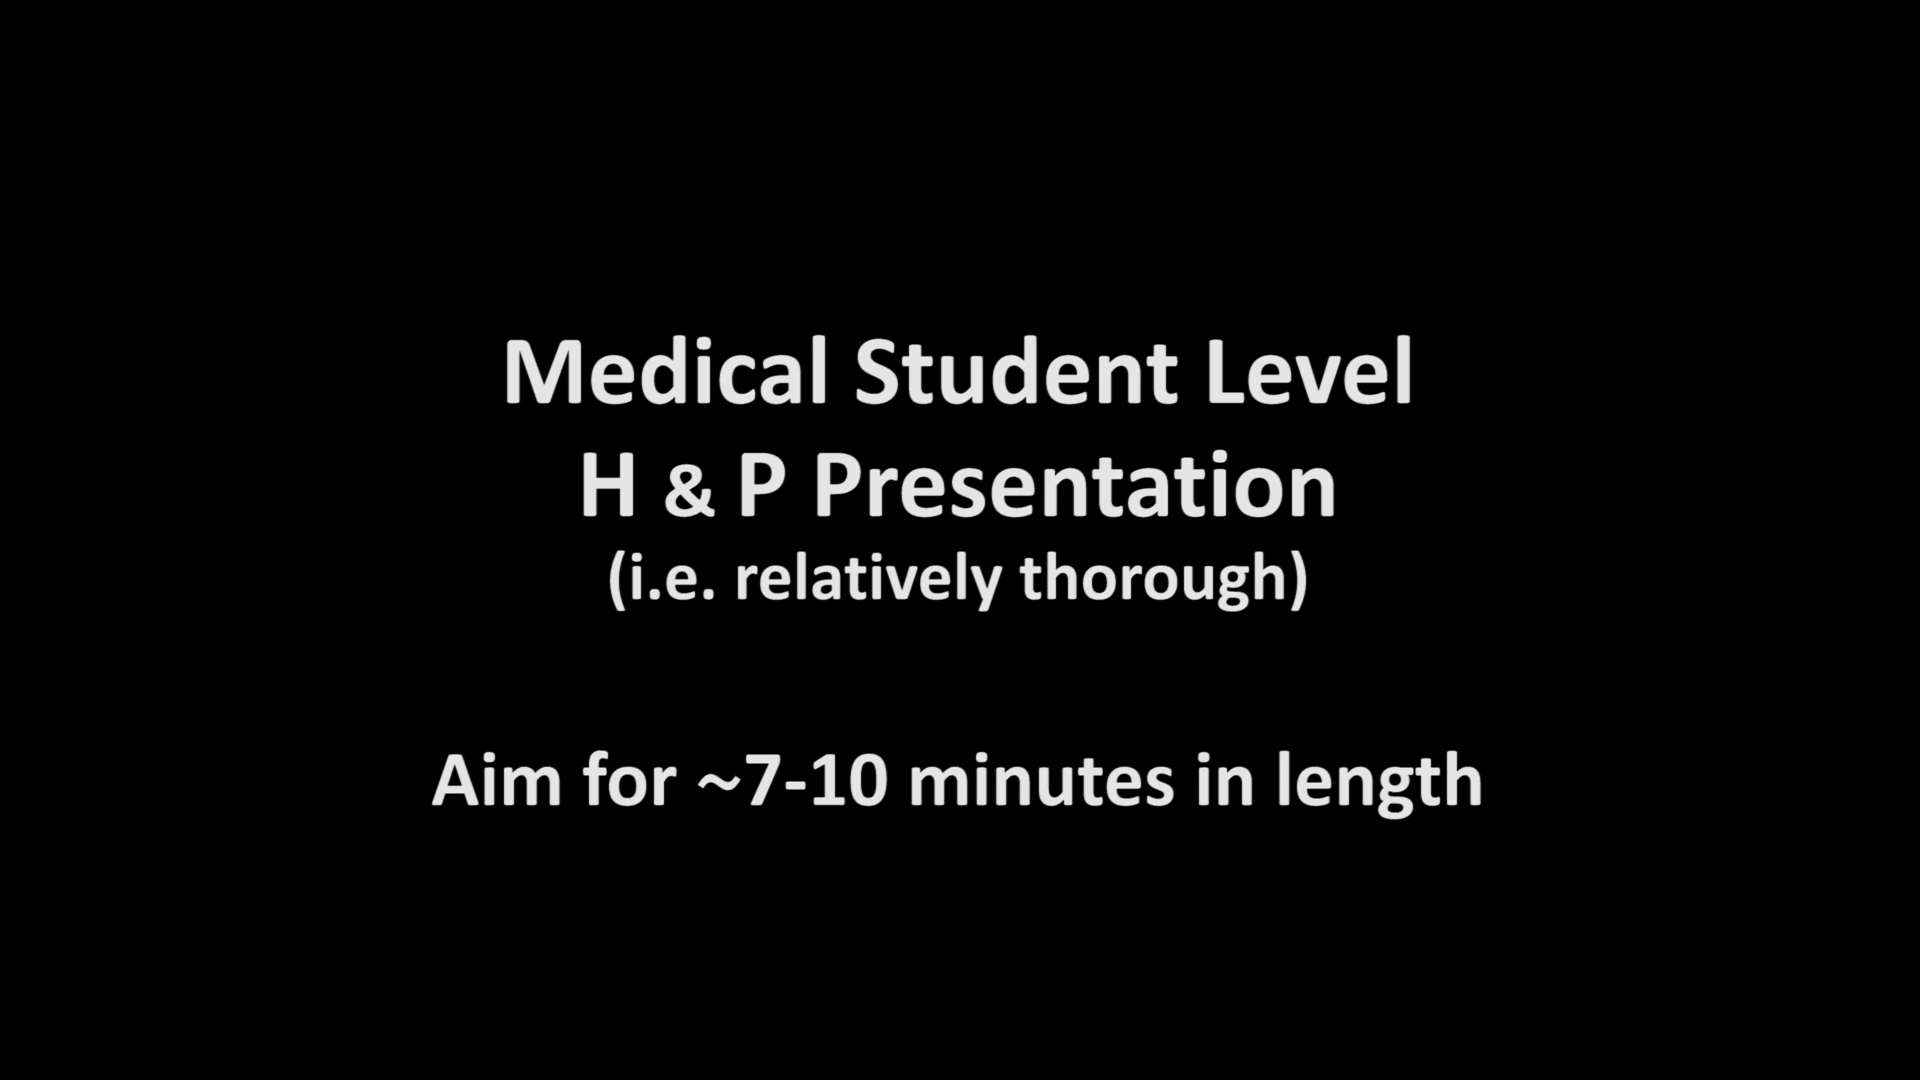 Medical Student Level
H & P Presentation
(i.e. relatively thorough)
Aim for ~7-10 minutes in length